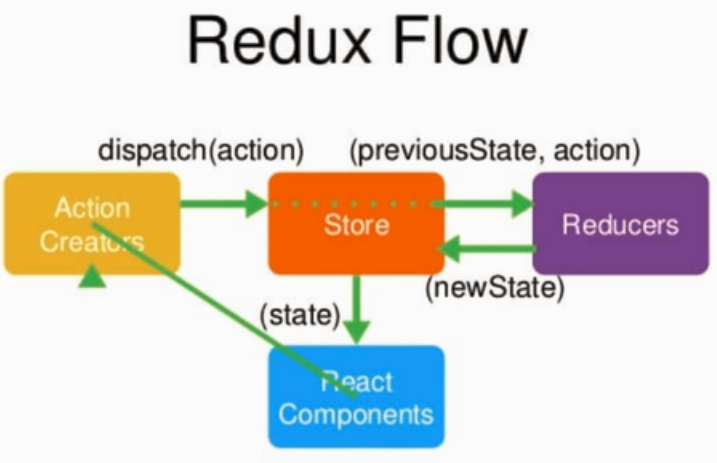 Redux Flow
dispatch(action)
(previousState, action)
Action
Creators
Store
Reducers
(newState)
(state)
React
Components